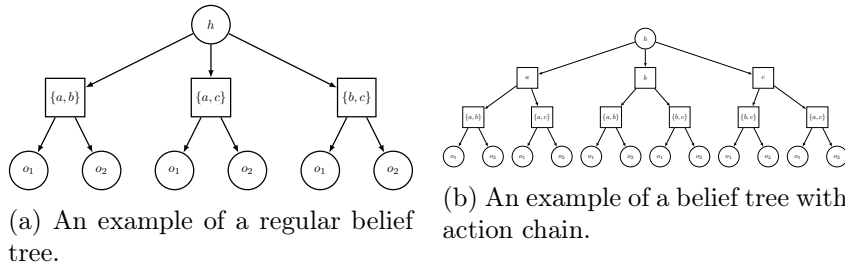 h
{a, b}
{a, c}
{b, c}
o1
o2
o1
o2
o1
o2
(a) An example of a regular belief
tree.
h
a
b
c
{a, b}
{a, c}
{a, b}
{b, c}
{b, c}
{a, c}
o1
o2
o1
o2
o1
o2
o1
o2
o1
o2
o1
o2
(b) An example of a belief tree with
action chain.